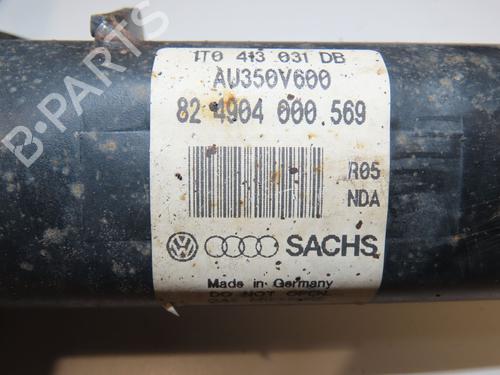 1T0 413 031 DB
AU350V600
82 4904 000 569
R05
NDA
SACHS
Made in Germany
DO NOT OPEN
B-Parts